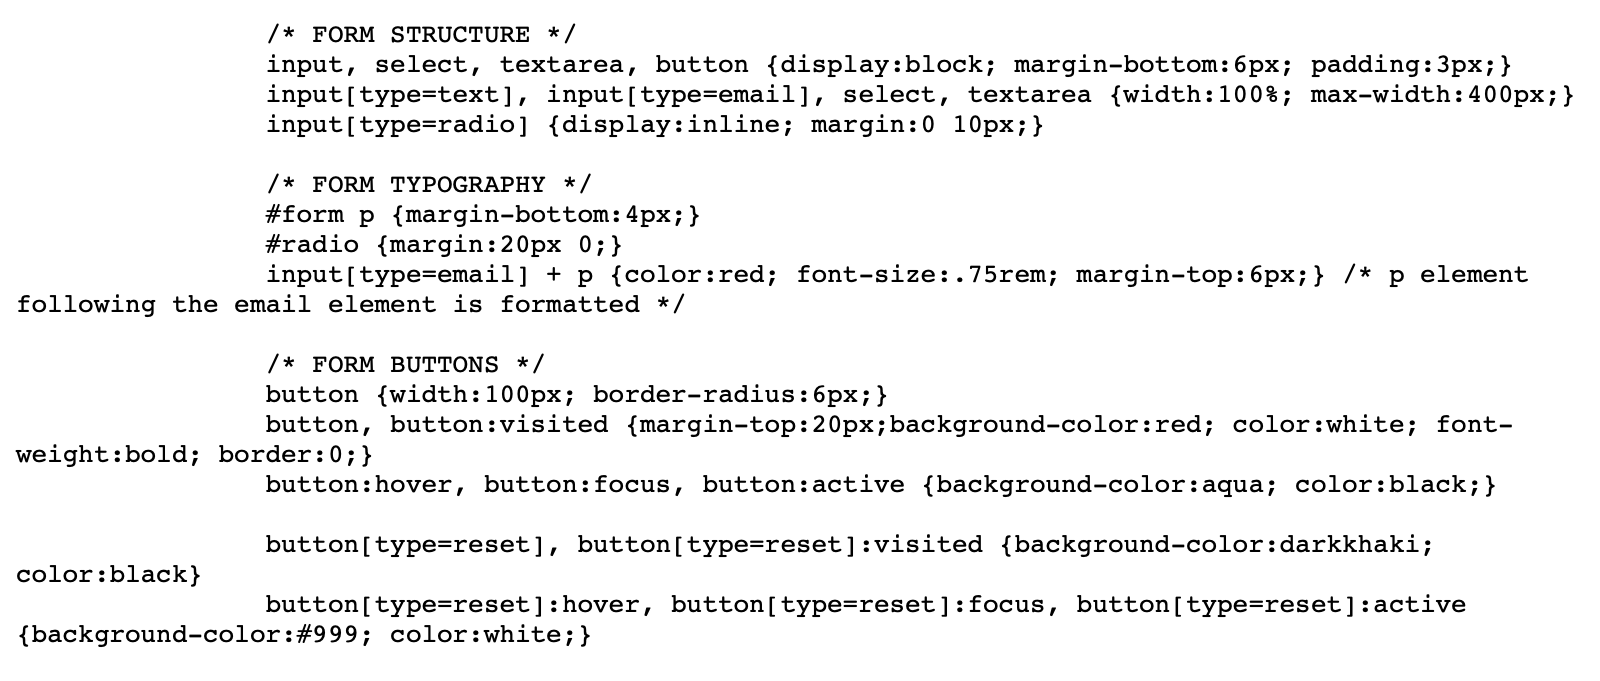 /* FORM STRUCTURE */
input, select, textarea, button {display:block; margin-bottom:6px; padding:3px;}
input[type=text], input[type=email], select, textarea {width:100%; max-width:400px;}
input[type=radio] {display:inline; margin:0 10px;}
/* FORM TYPOGRAPHY */
#form p {margin-bottom:4px;}
#radio {margin:20px 0;}
input[type=email] + p {color:red; font-size:.75rem; margin-top:6px;} /* p element
following the email element is formatted */
/* FORM BUTTONS */
button {width:100px; border-radius:6px;}
button, button:visited {margin-top:20px;background-color:red; color:white; font-
weight:bold; border:0;}
button:hover, button:focus, button:active {background-color:aqua; color:black;}
button[type=reset], button[type=reset]:visited {background-color:darkkhaki;
color:black}
button[type=reset]:hover, button[type=reset]:focus, button[type=reset]:active
{background-color:#999; color:white;}